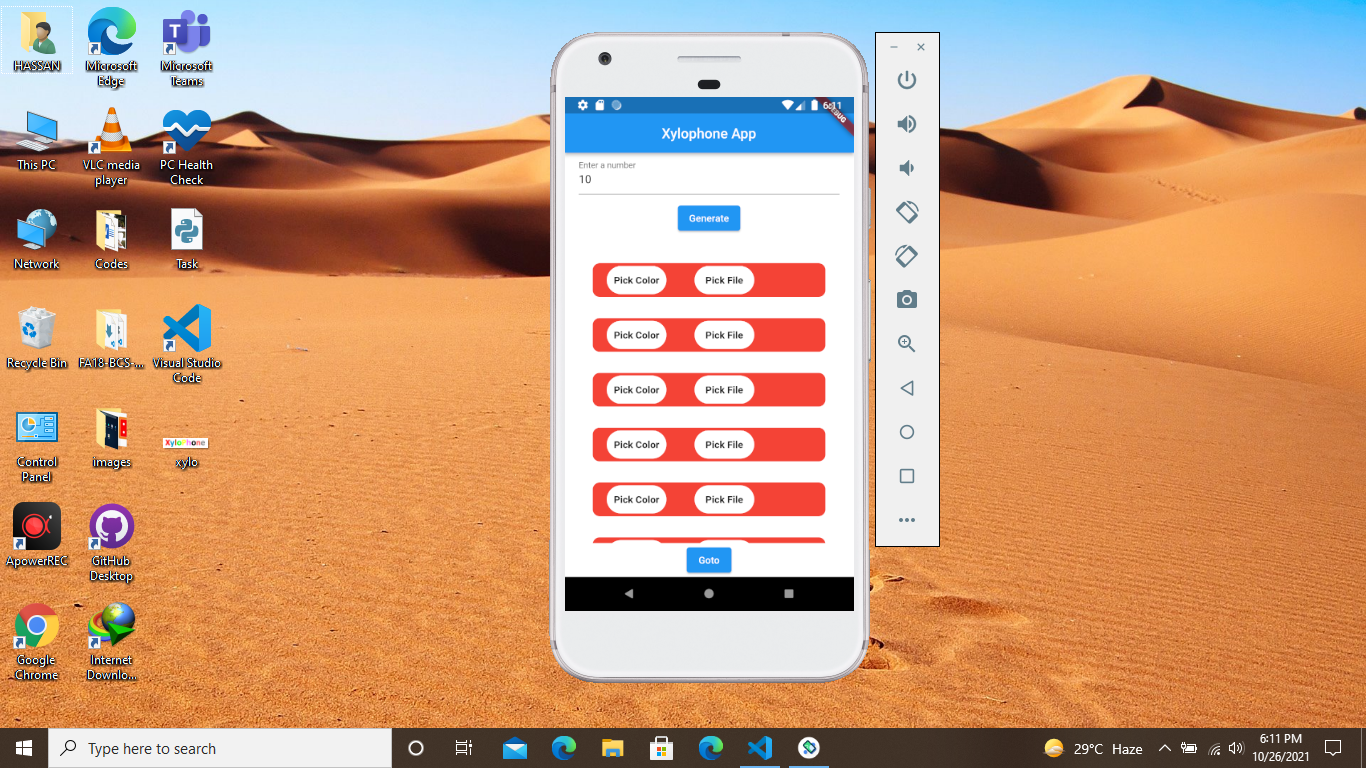 HASSAN
Microsoft
Edge
Microsoft
Teams
This PC
VLC media
player
PC Health
Check
Network
Codes
Task
Recycle Bin
FA18-BCS-...
Visual Studio
Code
Control
Panel
images
Xylophone
xylo
ApowerREC
GitHub
Desktop
Google
Chrome
Internet
Downlo...
6:11
Xylophone App
Enter a number
10
Generate
Pick Color Pick File
Pick Color Pick File
Pick Color Pick File
Pick Color Pick File
Pick Color Pick File
Goto
Type here to search
29°C Haze
6:11 PM
10/26/2021